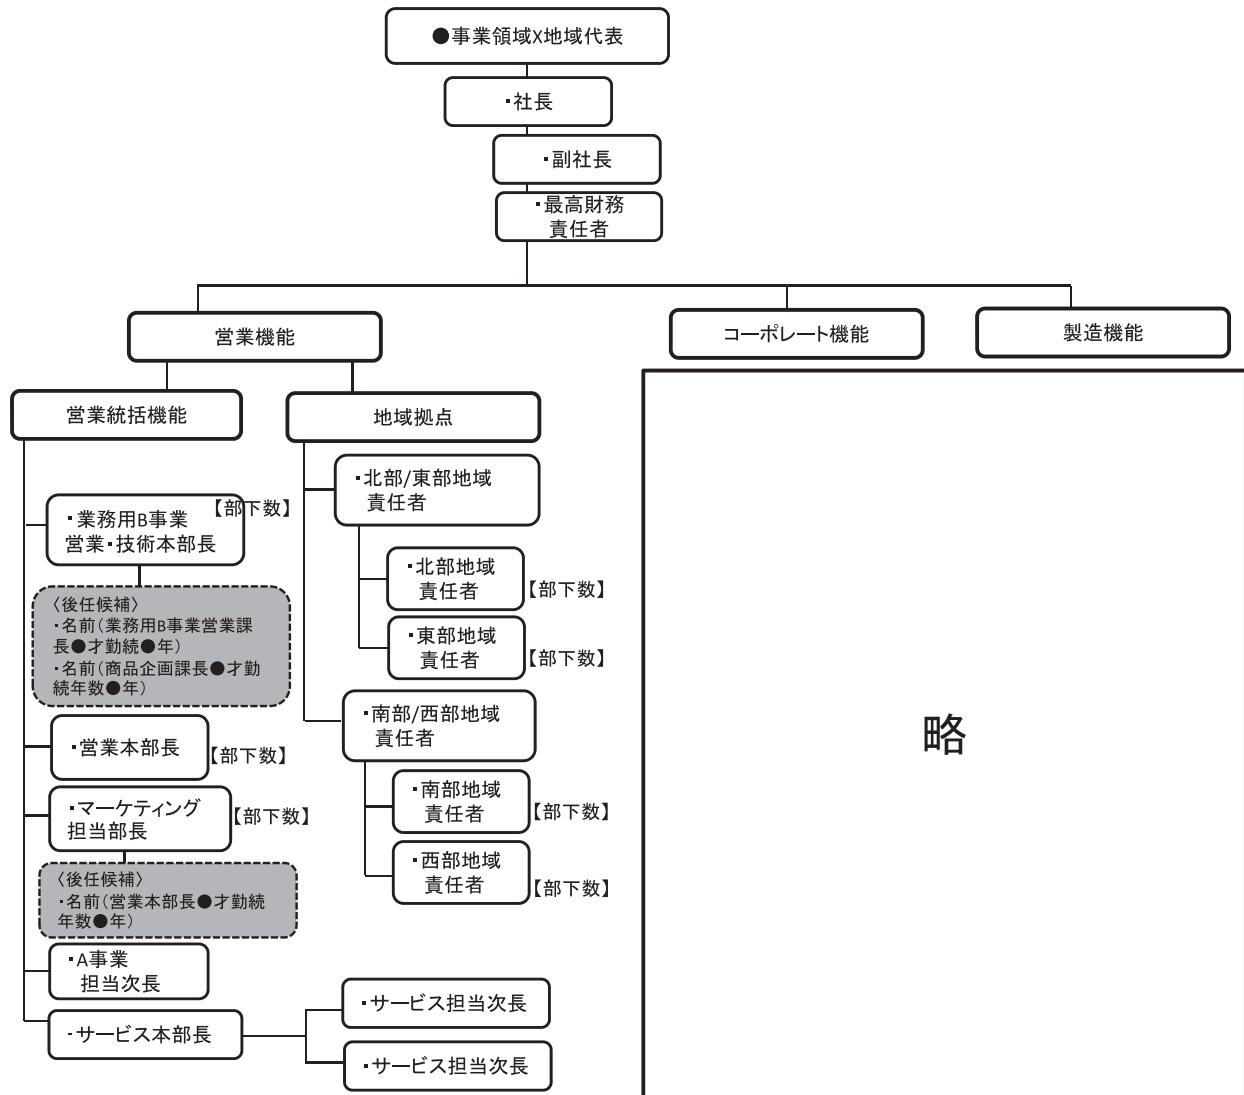 ●事業領域x地域代表
・社長
・副社長
・最高財務
責任者
営業機能
コーポレート機能
製造機能
営業統括機能
地域拠点
・業務用B事業
営業・技術本部長
【部下数】
〈後任候補〉
・名前(業務用B事業営業課
長●才勤続●年)
・名前(商品企画課長●才勤
続年数●年)
・営業本部長
【部下数】
・マーケティング
担当部長
【部下数】
〈後任候補〉
・名前(営業本部長●才勤続
年数●年)
・A事業
担当次長
・サービス本部長
・サービス担当次長
・サービス担当次長
・北部/東部地域
責任者
・北部地域
責任者
【部下数】
・東部地域
責任者
【部下数】
・南部/西部地域
責任者
・南部地域
責任者
【部下数】
・西部地域
責任者
【部下数】
略